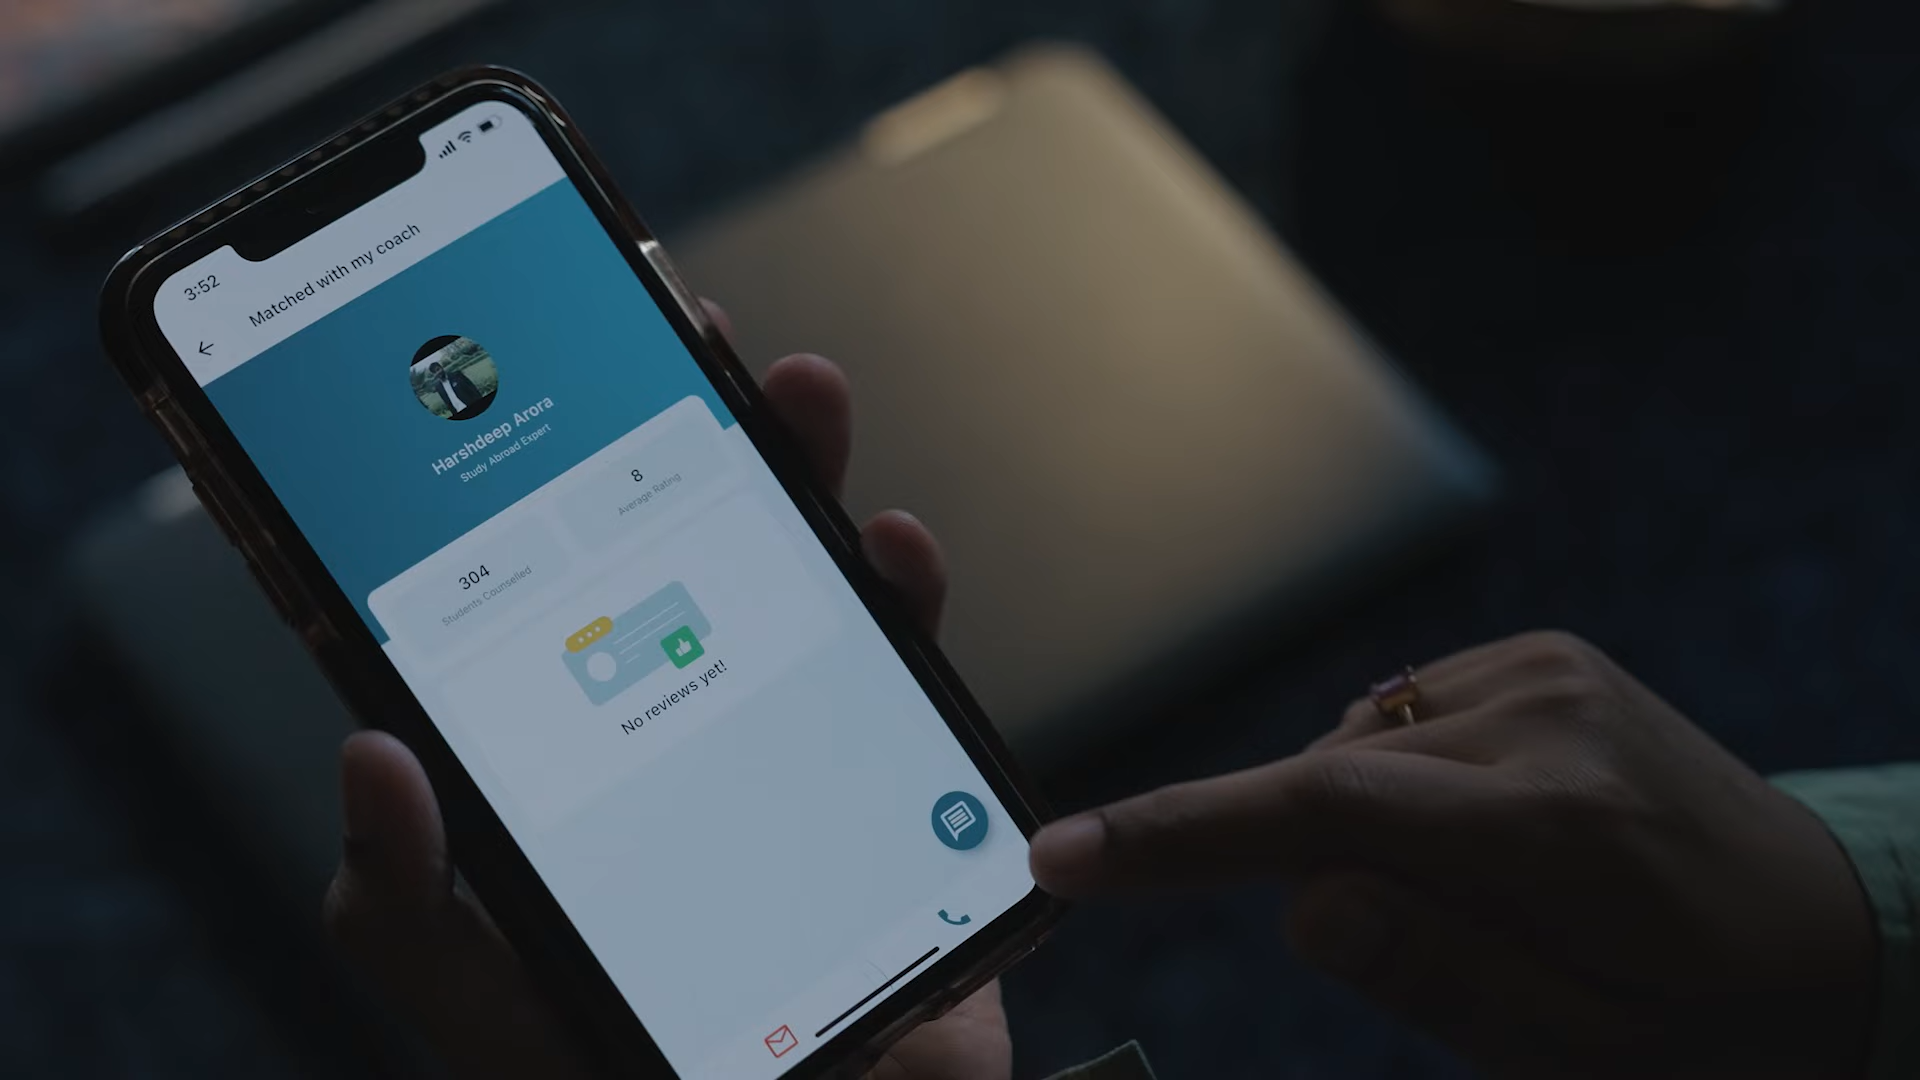 3:52
Matched with my coach
Harshdeep Arora
Study Abroad Expert
304
Students Counselled
8
Average Rating
No reviews yet!